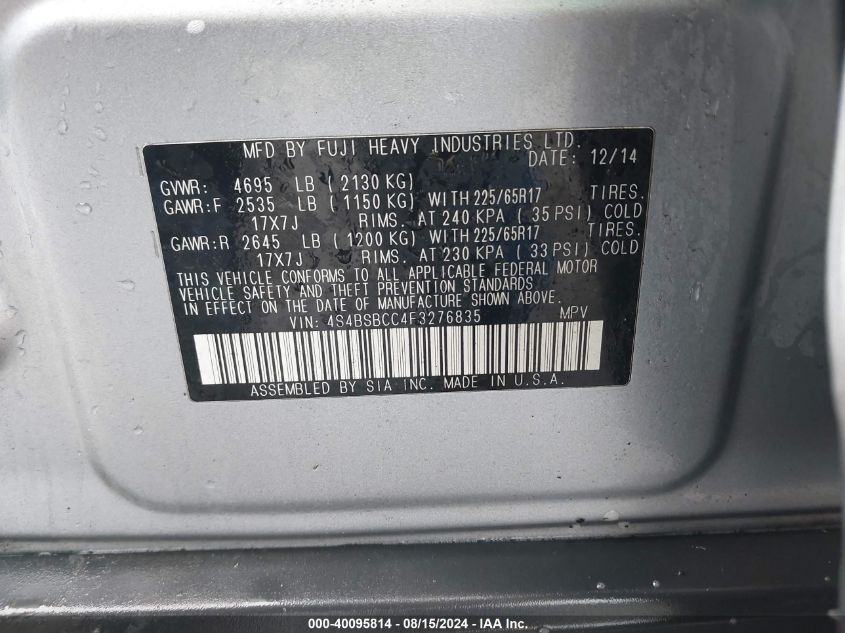 MFD BY FUJI HEAVY INDUSTRIES LTD.
DATE: 12/14
GVWR: 4695 LB ( 2130 KG)
GAWR:F 2535 LB ( 1150 KG) WITH 225/65R17 TIRES.
17X7J RIMS. AT 240 KPA ( 35 PSI) COLD
GAWR:R 2645 LB ( 1200 KG) WITH 225/65R17 TIRES.
17X7J RIMS. AT 230 KPA ( 33 PSI) COLD
THIS VEHICLE CONFORMS TO ALL APPLICABLE FEDERAL MOTOR
VEHICLE SAFETY AND THEFT PREVENTION STANDARDS
IN EFFECT ON THE DATE OF MANUFACTURE SHOWN ABOVE.
VIN: 4S4BSBCC4F3276835 MPV
ASSEMBLED BY SIA INC. MADE IN U.S.A.
000-40095814 - 08/15/2024 - IAA Inc.